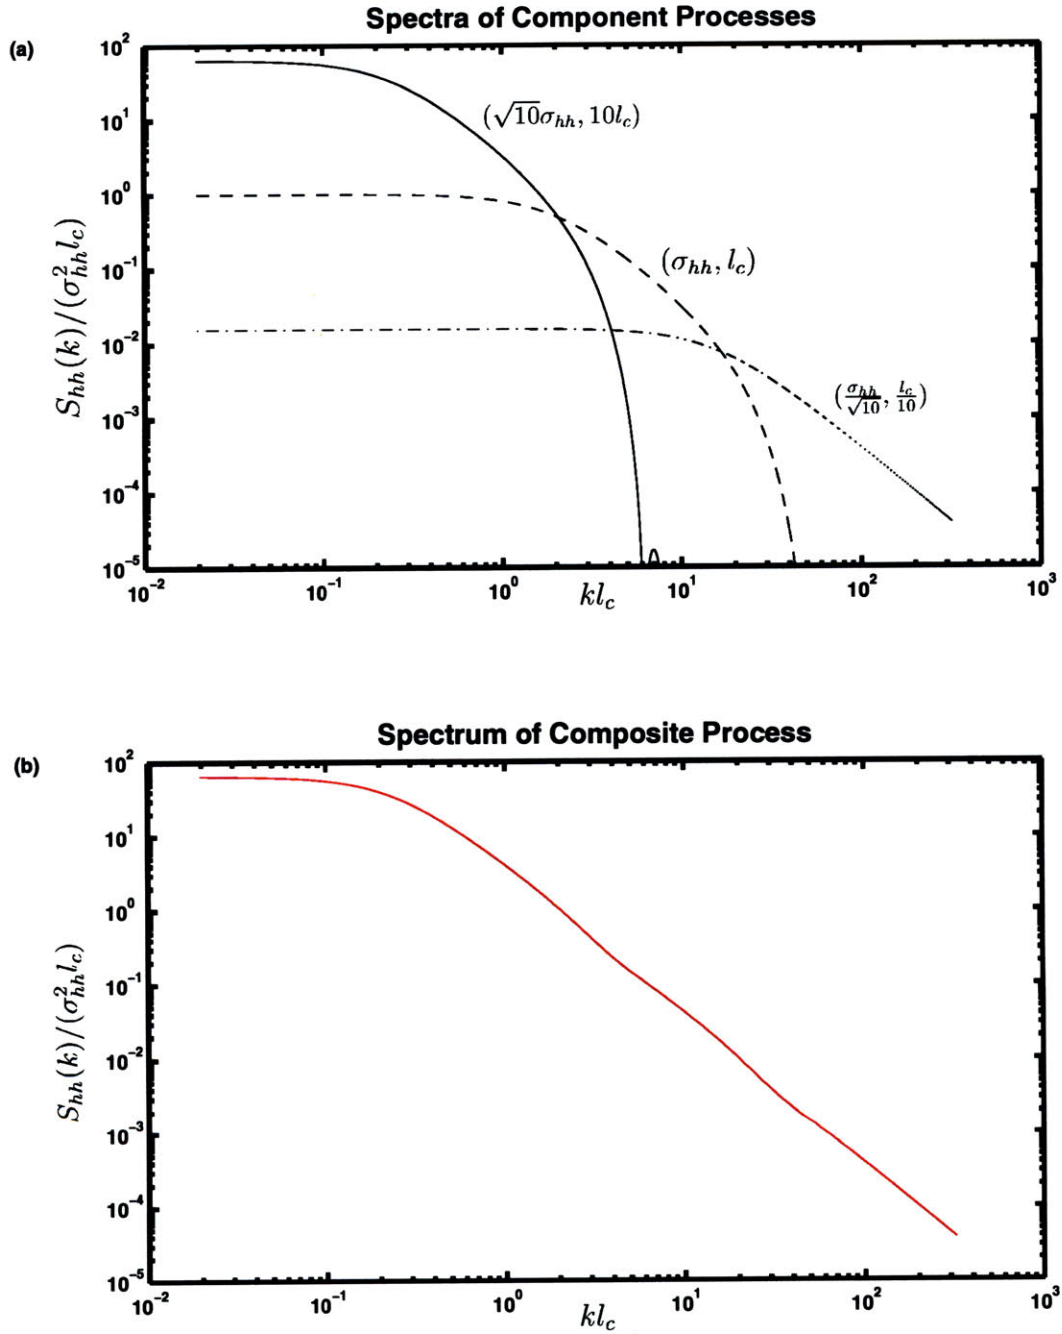 Spectra of Component Processes
(a)
10^2
10^1
10^0
10^-1
10^-2
10^-3
10^-4
10^-5
S_hh(k)/(σ_hh^2 l_c)
(√10σ_hh, 10l_c)
(σ_hh, l_c)
(σ_hh/√10, l_c/10)
10^-2 10^-1 10^0 10^1 10^2 10^3
kl_c
Spectrum of Composite Process
(b)
10^2
10^1
10^0
10^-1
10^-2
10^-3
10^-4
10^-5
S_hh(k)/(σ_hh^2 l_c)
10^-2 10^-1 10^0 10^1 10^2 10^3
kl_c